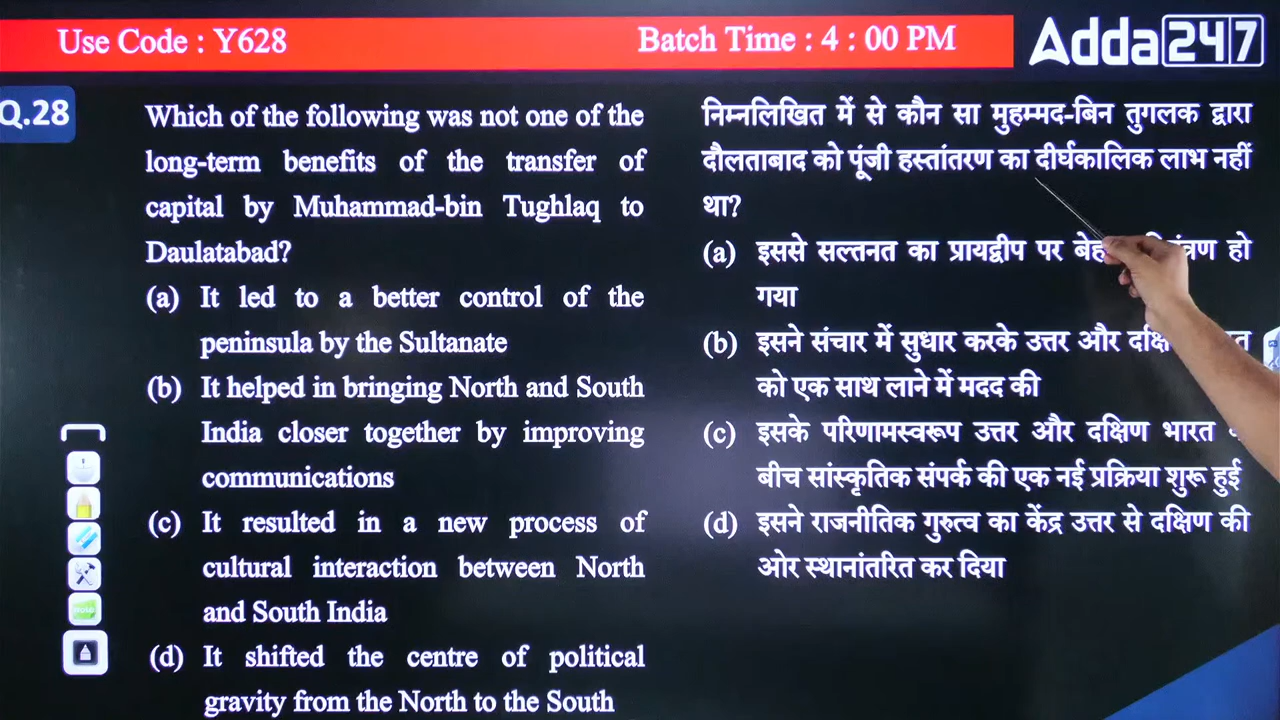 Use Code : Y628
Batch Time : 4 : 00 PM
Adda247
Q.28
Which of the following was not one of the
long-term benefits of the transfer of
capital by Muhammad-bin Tughlaq to
Daulatabad?
(a) It led to a better control of the
peninsula by the Sultanate
(b) It helped in bringing North and South
India closer together by improving
communications
(c) It resulted in a new process of
cultural interaction between North
and South India
(d) It shifted the centre of political
gravity from the North to the South
निम्नलिखित में से कौन सा मुहम्मद-बिन तुगलक द्वारा
दौलताबाद को पूंजी हस्तांतरण का दीर्घकालिक लाभ नहीं
था?
(a) इससे सल्तनत का प्रायद्वीप पर हो
गया
(b) इसने संचार में सुधार करके उत्तर और
को एक साथ लाने में मदद की
(c) इसके परिणामस्वरूप उत्तर और दक्षिण भारत
बीच सांस्कृतिक संपर्क की एक नई प्रक्रिया शुरू हुई
(d) इसने राजनीतिक गुरुत्व का केंद्र उत्तर से दक्षिण की
ओर स्थानांतरित कर दिया